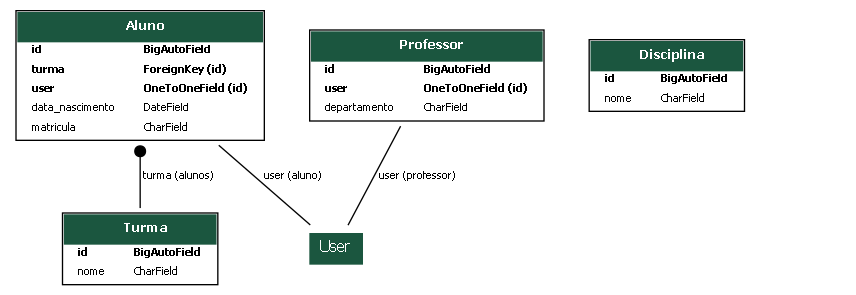 Aluno
id BigAutoField
turma ForeignKey (id)
user OneToOneField (id)
data_nascimento DateField
matricula CharField
Professor
id BigAutoField
user OneToOneField (id)
departamento CharField
Disciplina
id BigAutoField
nome CharField
turma (alunos)
user (aluno)
user (professor)
Turma
id BigAutoField
nome CharField
User